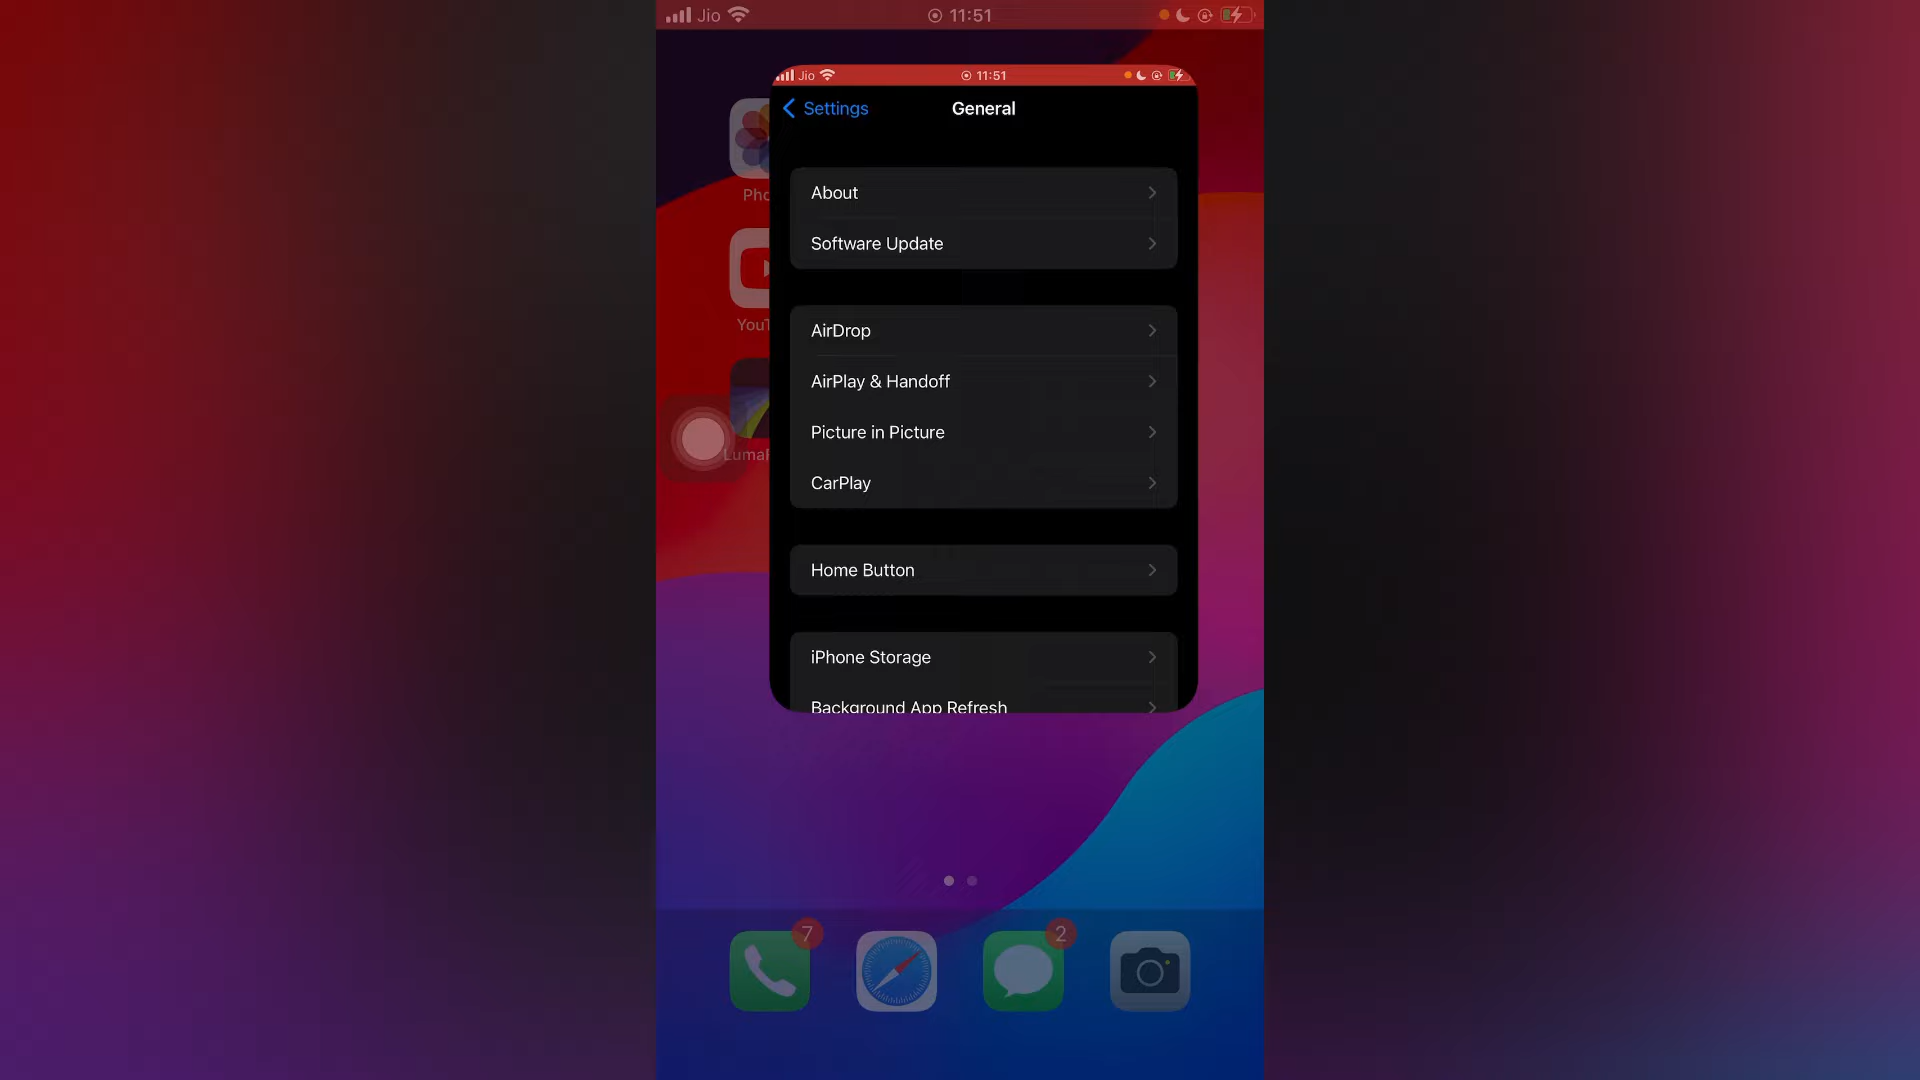 Jio 11:51
Jio 11:51
Settings General
About
Software Update
AirDrop
AirPlay & Handoff
Picture in Picture
CarPlay
Home Button
iPhone Storage
Background App Refresh
Pho
YouT
LumaF
7
2